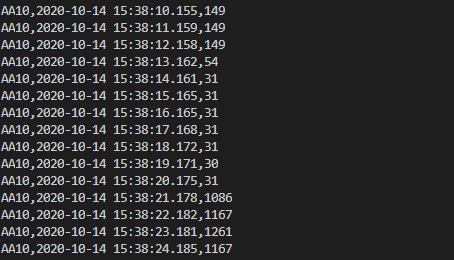 AA10,2020-10-14 15:38:10.155,149
AA10,2020-10-14 15:38:11.159,149
AA10,2020-10-14 15:38:12.158,149
AA10,2020-10-14 15:38:13.162,54
AA10,2020-10-14 15:38:14.161,31
AA10,2020-10-14 15:38:15.165,31
AA10,2020-10-14 15:38:16.165,31
AA10,2020-10-14 15:38:17.168,31
AA10,2020-10-14 15:38:18.172,31
AA10,2020-10-14 15:38:19.171,30
AA10,2020-10-14 15:38:20.175,31
AA10,2020-10-14 15:38:21.178,1086
AA10,2020-10-14 15:38:22.182,1167
AA10,2020-10-14 15:38:23.181,1261
AA10,2020-10-14 15:38:24.185,1167